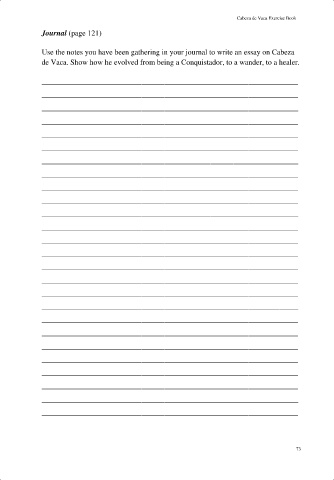 Cabeza de Vaca Exercise Book
Journal (page 121)
Use the notes you have been gathering in your journal to write an essay on Cabeza
de Vaca. Show how he evolved from being a Conquistador, to a wander, to a healer.
73